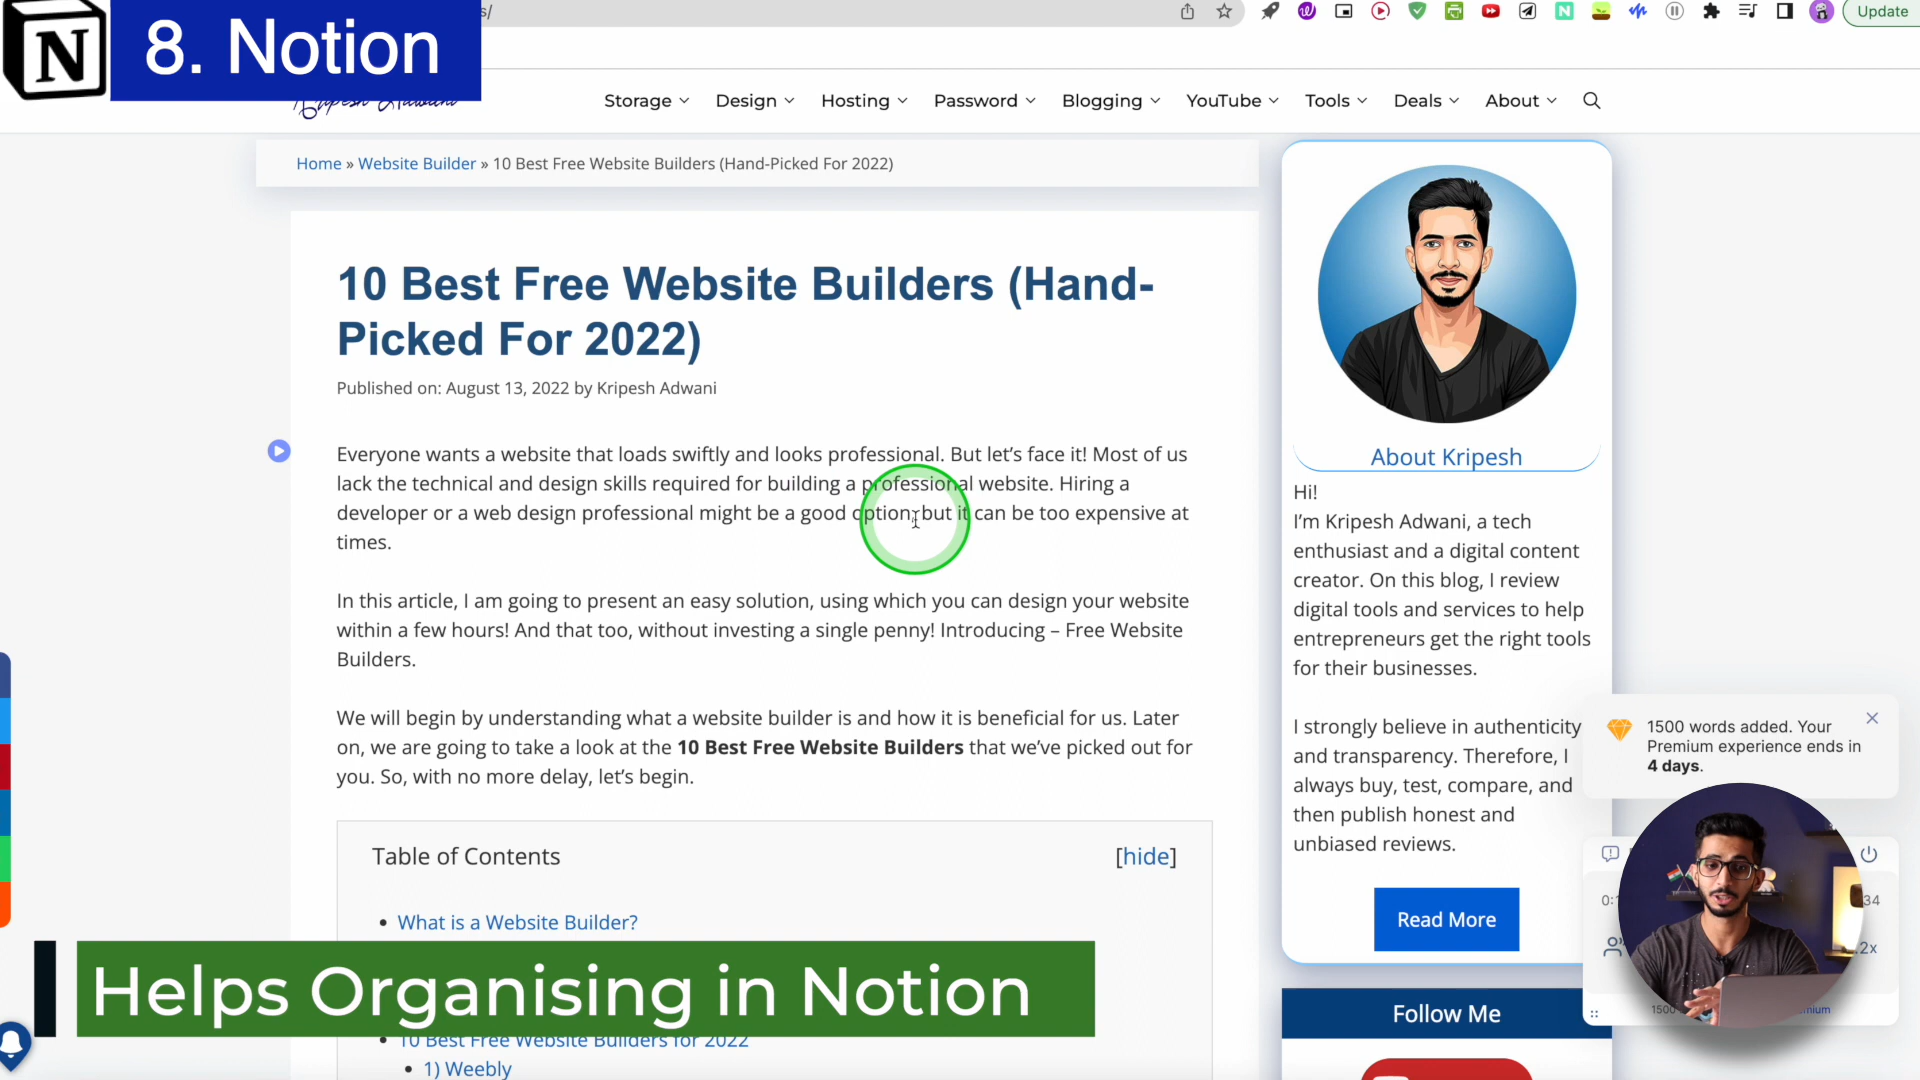 s/
N
8. Notion
Update
Kripesh Adwani
Storage
Design
Hosting
Password
Blogging
YouTube
Tools
Deals
About
Home » Website Builder » 10 Best Free Website Builders (Hand-Picked For 2022)
10 Best Free Website Builders (Hand-
Picked For 2022)
Published on: August 13, 2022 by Kripesh Adwani
Everyone wants a website that loads swiftly and looks professional. But let’s face it! Most of us
lack the technical and design skills required for building a professional website. Hiring a
developer or a web design professional might be a good option, but it can be too expensive at
times.
In this article, I am going to present an easy solution, using which you can design your website
within a few hours! And that too, without investing a single penny! Introducing – Free Website
Builders.
We will begin by understanding what a website builder is and how it is beneficial for us. Later
on, we are going to take a look at the 10 Best Free Website Builders that we’ve picked out for
you. So, with no more delay, let’s begin.
Table of Contents
[hide]
What is a Website Builder?
Helps Organising in Notion
10 Best Free Website Builders for 2022
1) Weebly
About Kripesh
Hi!
I’m Kripesh Adwani, a tech
enthusiast and a digital content
creator. On this blog, I review
digital tools and services to help
entrepreneurs get the right tools
for their businesses.
I strongly believe in authenticity
and transparency. Therefore, I
always buy, test, compare, and
then publish honest and
unbiased reviews.
Read More
Follow Me
1500 words added. Your
Premium experience ends in
4 days.
34
2x
1500